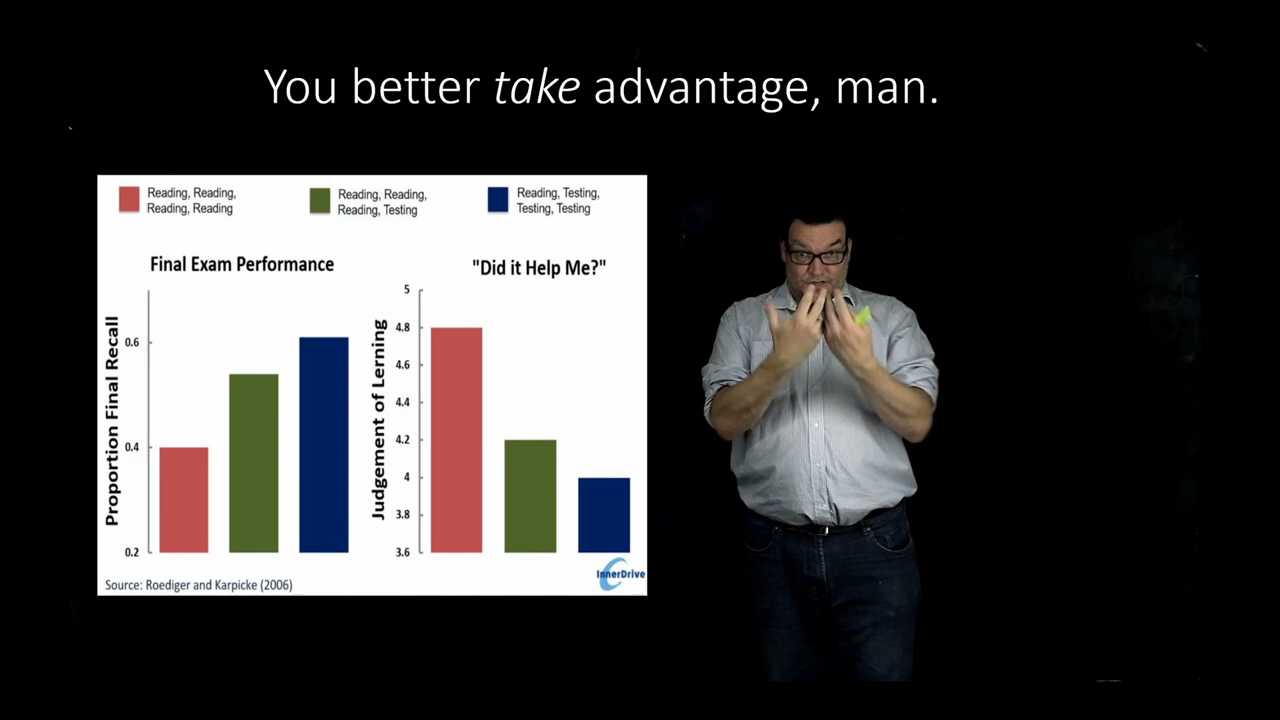 You better take advantage, man.
Reading, Reading,
Reading, Reading
Reading, Reading,
Reading, Testing
Reading, Testing,
Testing, Testing
Final Exam Performance
Proportion Final Recall
0.6
0.4
0.2
"Did it Help Me?"
Judgement of Lerning
5
4.8
4.6
4.4
4.2
4
3.8
3.6
Source: Roediger and Karpicke (2006)
InnerDrive